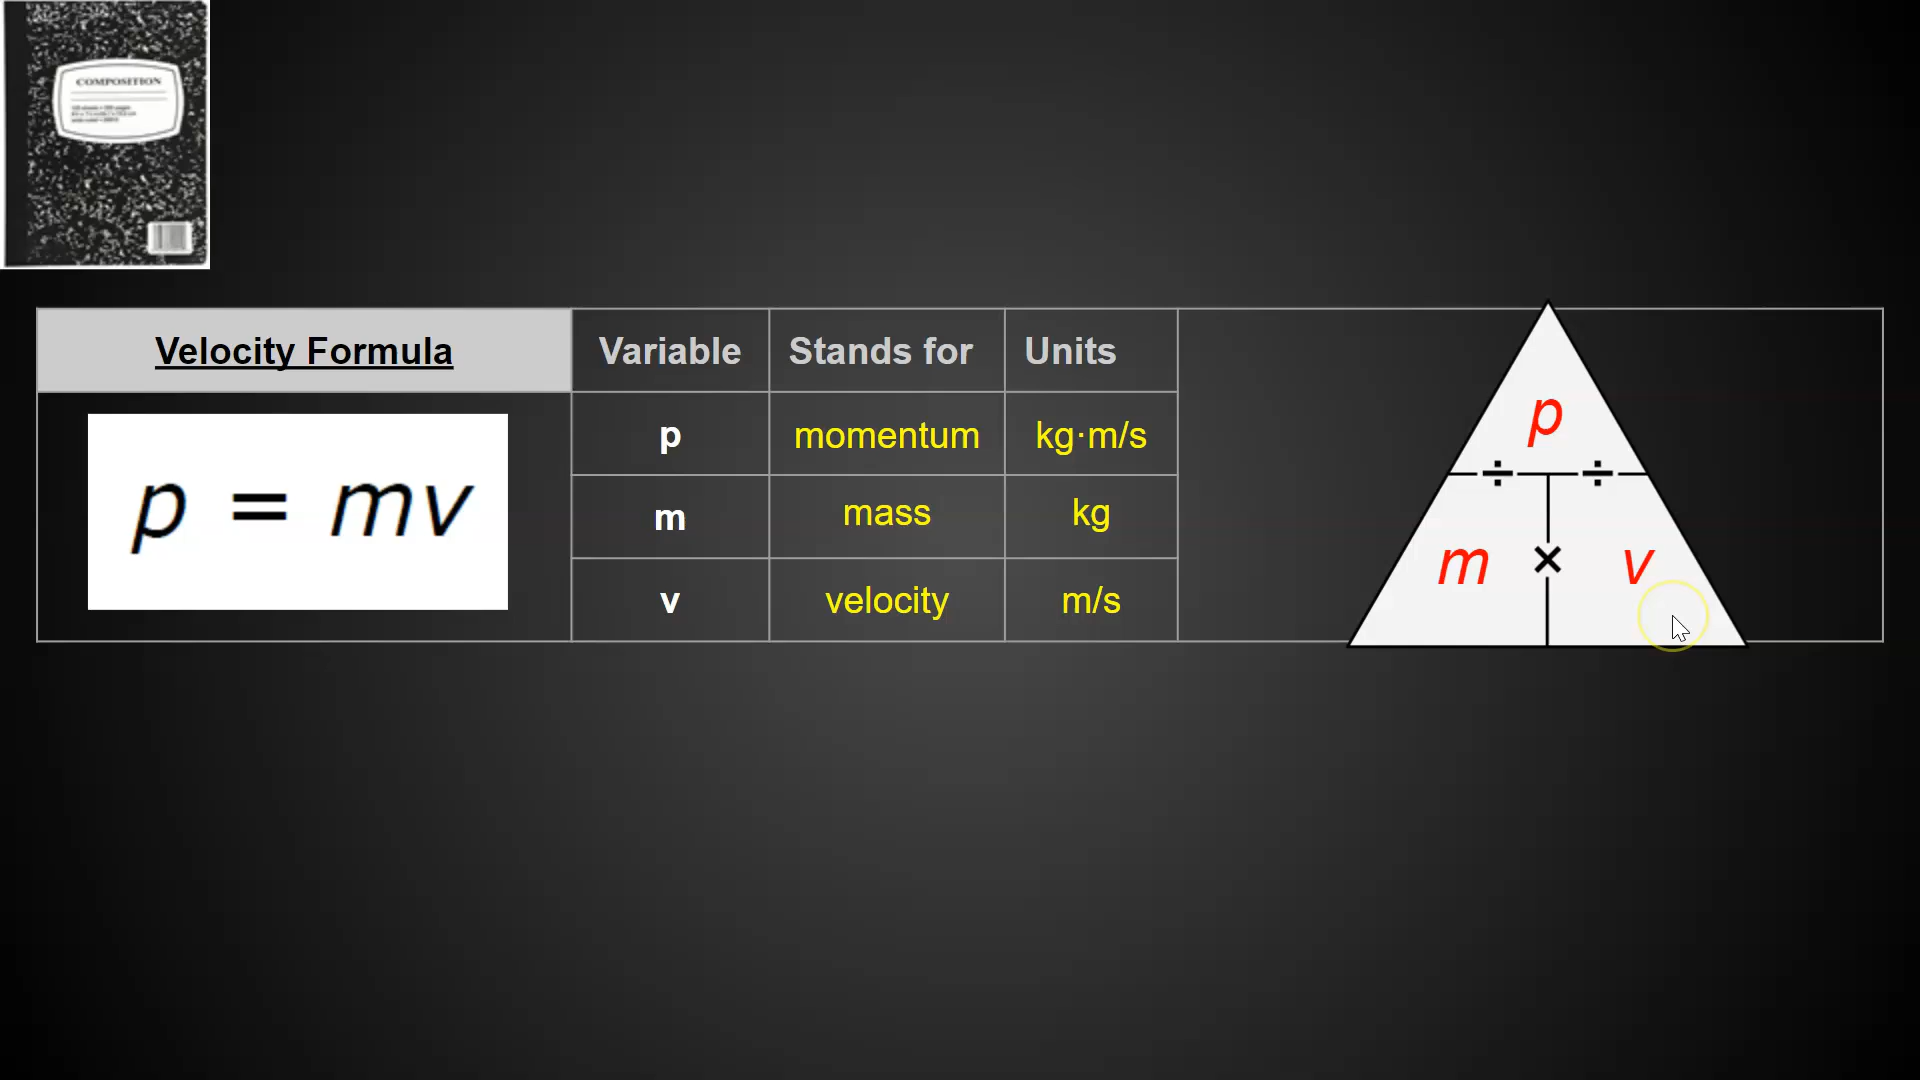 COMPOSITION
Velocity Formula
Variable
Stands for
Units
p = mv
p
momentum
kg·m/s
m
mass
kg
v
velocity
m/s
p
÷ ÷
m × v